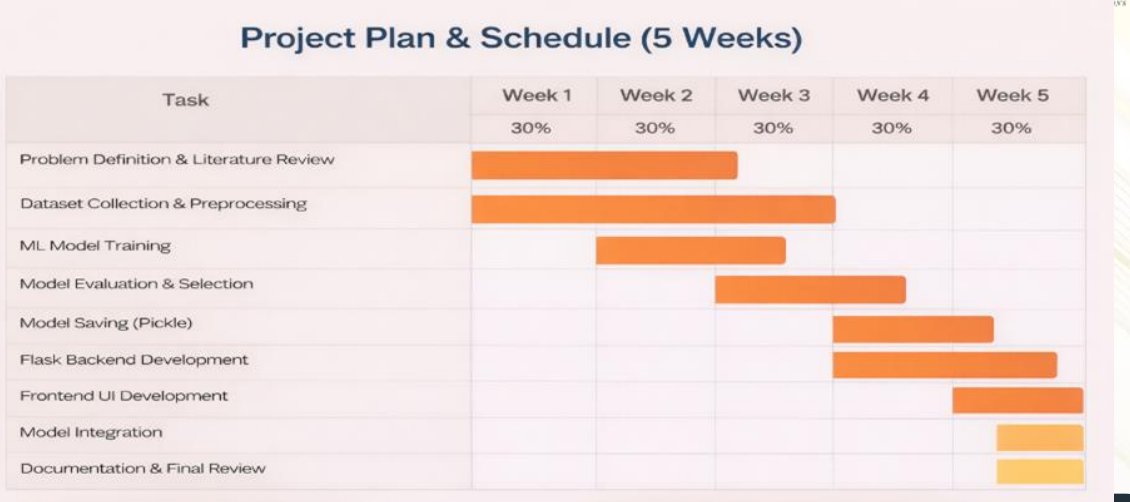 Project Plan & Schedule (5 Weeks)
Task Week 1 Week 2 Week 3 Week 4 Week 5
30% 30% 30% 30% 30%
Problem Definition & Literature Review
Dataset Collection & Preprocessing
ML Model Training
Model Evaluation & Selection
Model Saving (Pickle)
Flask Backend Development
Frontend UI Development
Model Integration
Documentation & Final Review